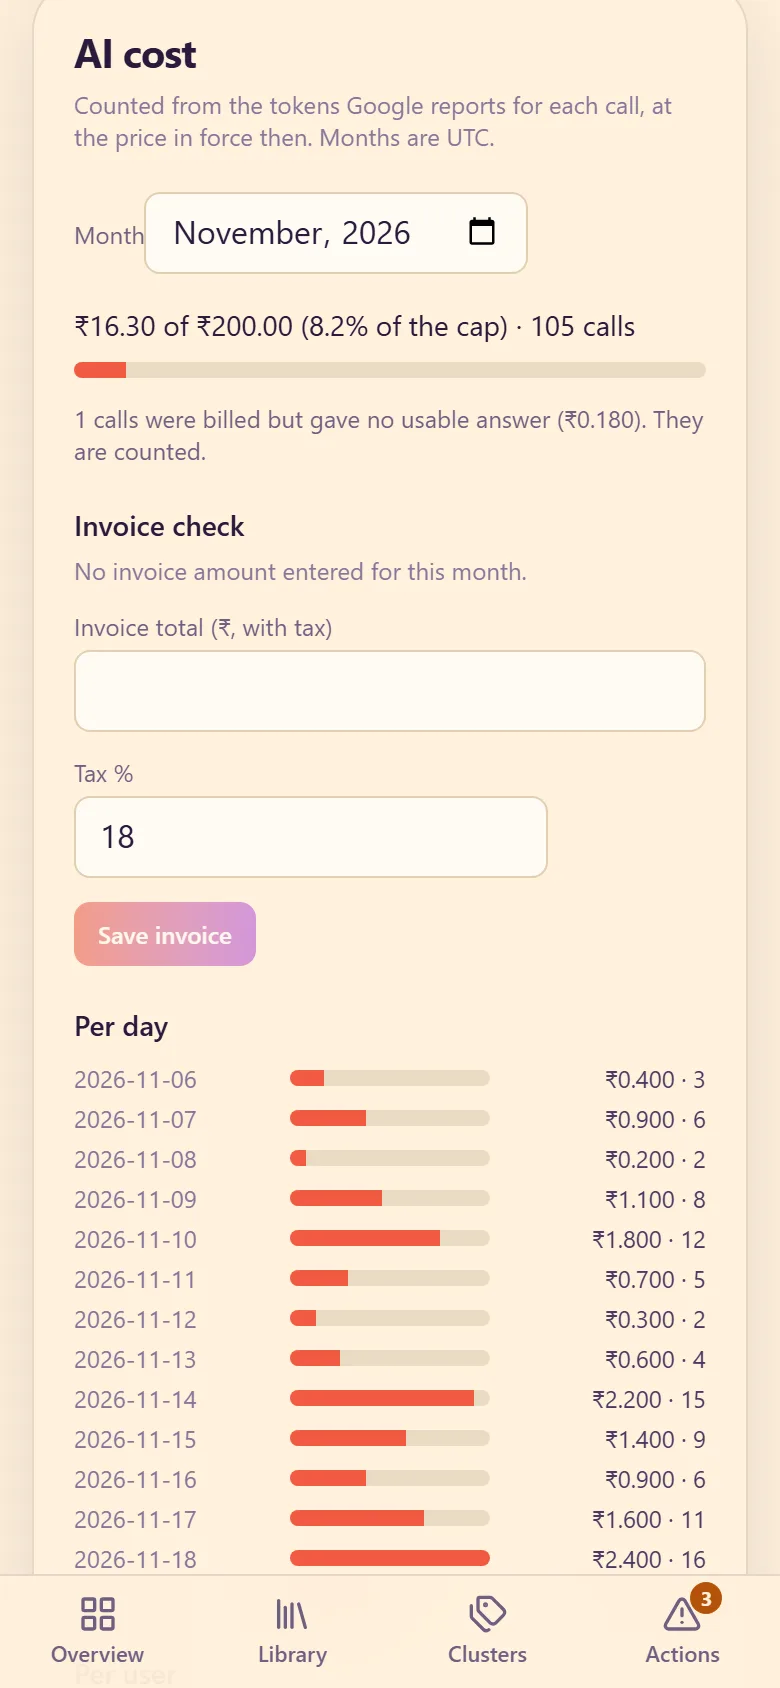 AI cost
Counted from the tokens Google reports for each call, at
the price in force then. Months are UTC.
Month
November, 2026
₹16.30 of ₹200.00 (8.2% of the cap) · 105 calls
1 calls were billed but gave no usable answer (₹0.180). They
are counted.
Invoice check
No invoice amount entered for this month.
Invoice total (₹, with tax)
Tax %
18
Save invoice
Per day
2026-11-06 ₹0.400 · 3
2026-11-07 ₹0.900 · 6
2026-11-08 ₹0.200 · 2
2026-11-09 ₹1.100 · 8
2026-11-10 ₹1.800 · 12
2026-11-11 ₹0.700 · 5
2026-11-12 ₹0.300 · 2
2026-11-13 ₹0.600 · 4
2026-11-14 ₹2.200 · 15
2026-11-15 ₹1.400 · 9
2026-11-16 ₹0.900 · 6
2026-11-17 ₹1.600 · 11
2026-11-18 ₹2.400 · 16
3
Overview Library Clusters Actions
Per user